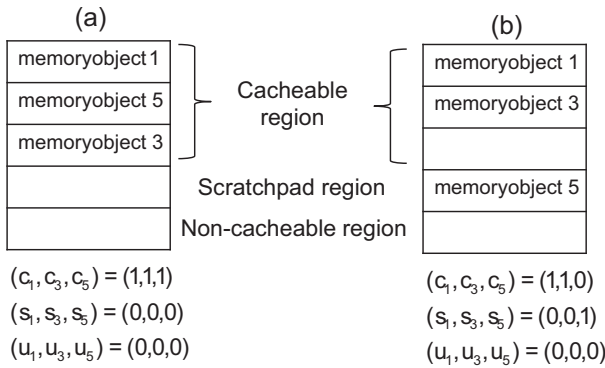 (a)
memoryobject 1
memoryobject 5
memoryobject 3
(c₁,c₃,c₅) = (1,1,1)
(s₁,s₃,s₅) = (0,0,0)
(u₁,u₃,u₅) = (0,0,0)
Cacheable
region
Scratchpad region
Non-cacheable region
(b)
memoryobject 1
memoryobject 3
memoryobject 5
(c₁,c₃,c₅) = (1,1,0)
(s₁,s₃,s₅) = (0,0,1)
(u₁,u₃,u₅) = (0,0,0)